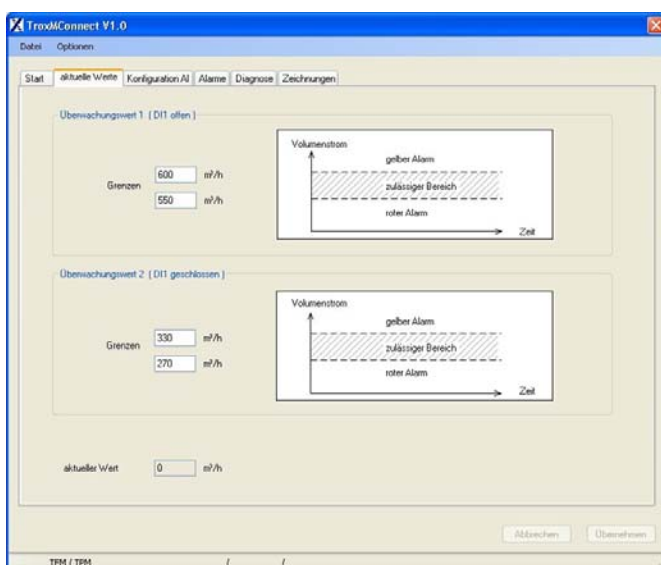 TroxMConnect V1.0
Datei Optionen
Start aktuelle Werte Konfiguration AI Alarme Diagnose Zeichnungen
Überwachungswert 1 ( DI1 offen )
Volumenstrom
gelber Alarm
600 m³/h
Grenzen
zulässiger Bereich
550 m³/h
roter Alarm
Zeit
Überwachungswert 2 ( DI1 geschlossen )
Volumenstrom
gelber Alarm
330 m³/h
Grenzen
zulässiger Bereich
270 m³/h
roter Alarm
Zeit
aktueller Wert 0 m³/h
Abbrechen Übernehmen
TFM / TPM / /